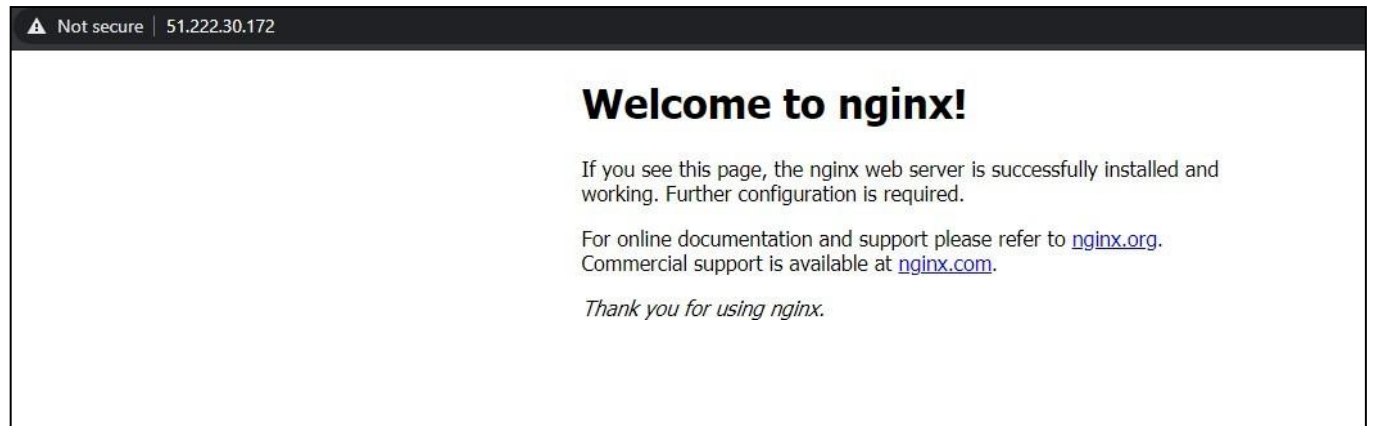 Not secure | 51.222.30.172
Welcome to nginx!
If you see this page, the nginx web server is successfully installed and
working. Further configuration is required.
For online documentation and support please refer to nginx.org.
Commercial support is available at nginx.com.
Thank you for using nginx.